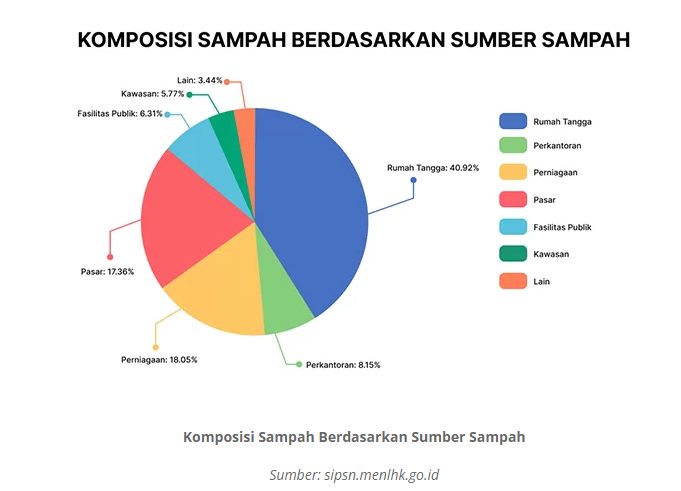 KOMPOSISI SAMPAH BERDASARKAN SUMBER SAMPAH
Lain: 3.44%
Kawasan: 5.77%
Fasilitas Publik: 6.31%
Rumah Tangga: 40.92%
Pasar: 17.36%
Perniagaan: 18.05%
Perkantoran: 8.15%
Rumah Tangga
Perkantoran
Perniagaan
Pasar
Fasilitas Publik
Kawasan
Lain
Komposisi Sampah Berdasarkan Sumber Sampah
Sumber: sipsn.menlhk.go.id